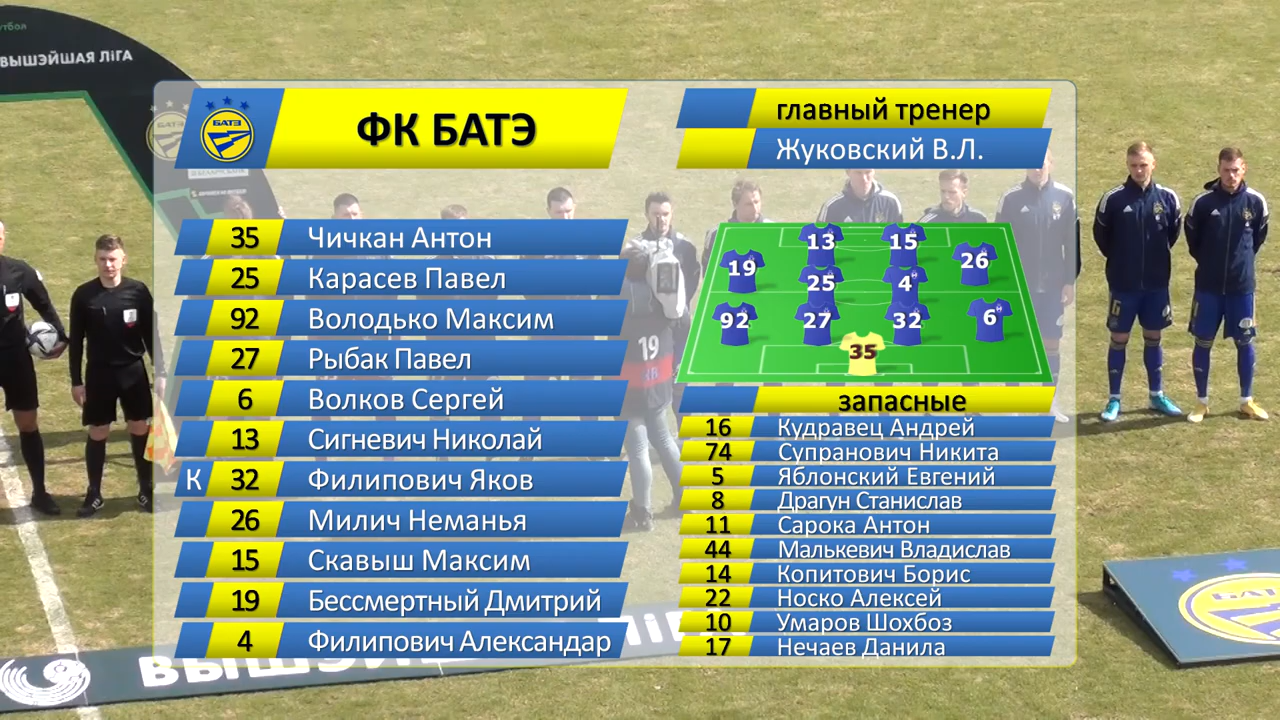 утбол
ВЫШЭЙШАЯ ЛІГА
БАТЭ
ФК БАТЭ
35 Чичкан Антон
25 Карасев Павел
92 Володько Максим
27 Рыбак Павел
6 Волков Сергей
13 Сигневич Николай
К 32 Филипович Яков
26 Милич Неманья
15 Скавыш Максим
19 Бессмертный Дмитрий
4 Филипович Александар
главный тренер
Жуковский В.Л.
13 15
19 26
25 4
92 27 32 6
35
19
запасные
16 Кудравец Андрей
74 Супранович Никита
5 Яблонский Евгений
8 Драгун Станислав
11 Сарока Антон
44 Малькевич Владислав
14 Копитович Борис
22 Носко Алексей
10 Умаров Шохбоз
17 Нечаев Данила
БАТЭ